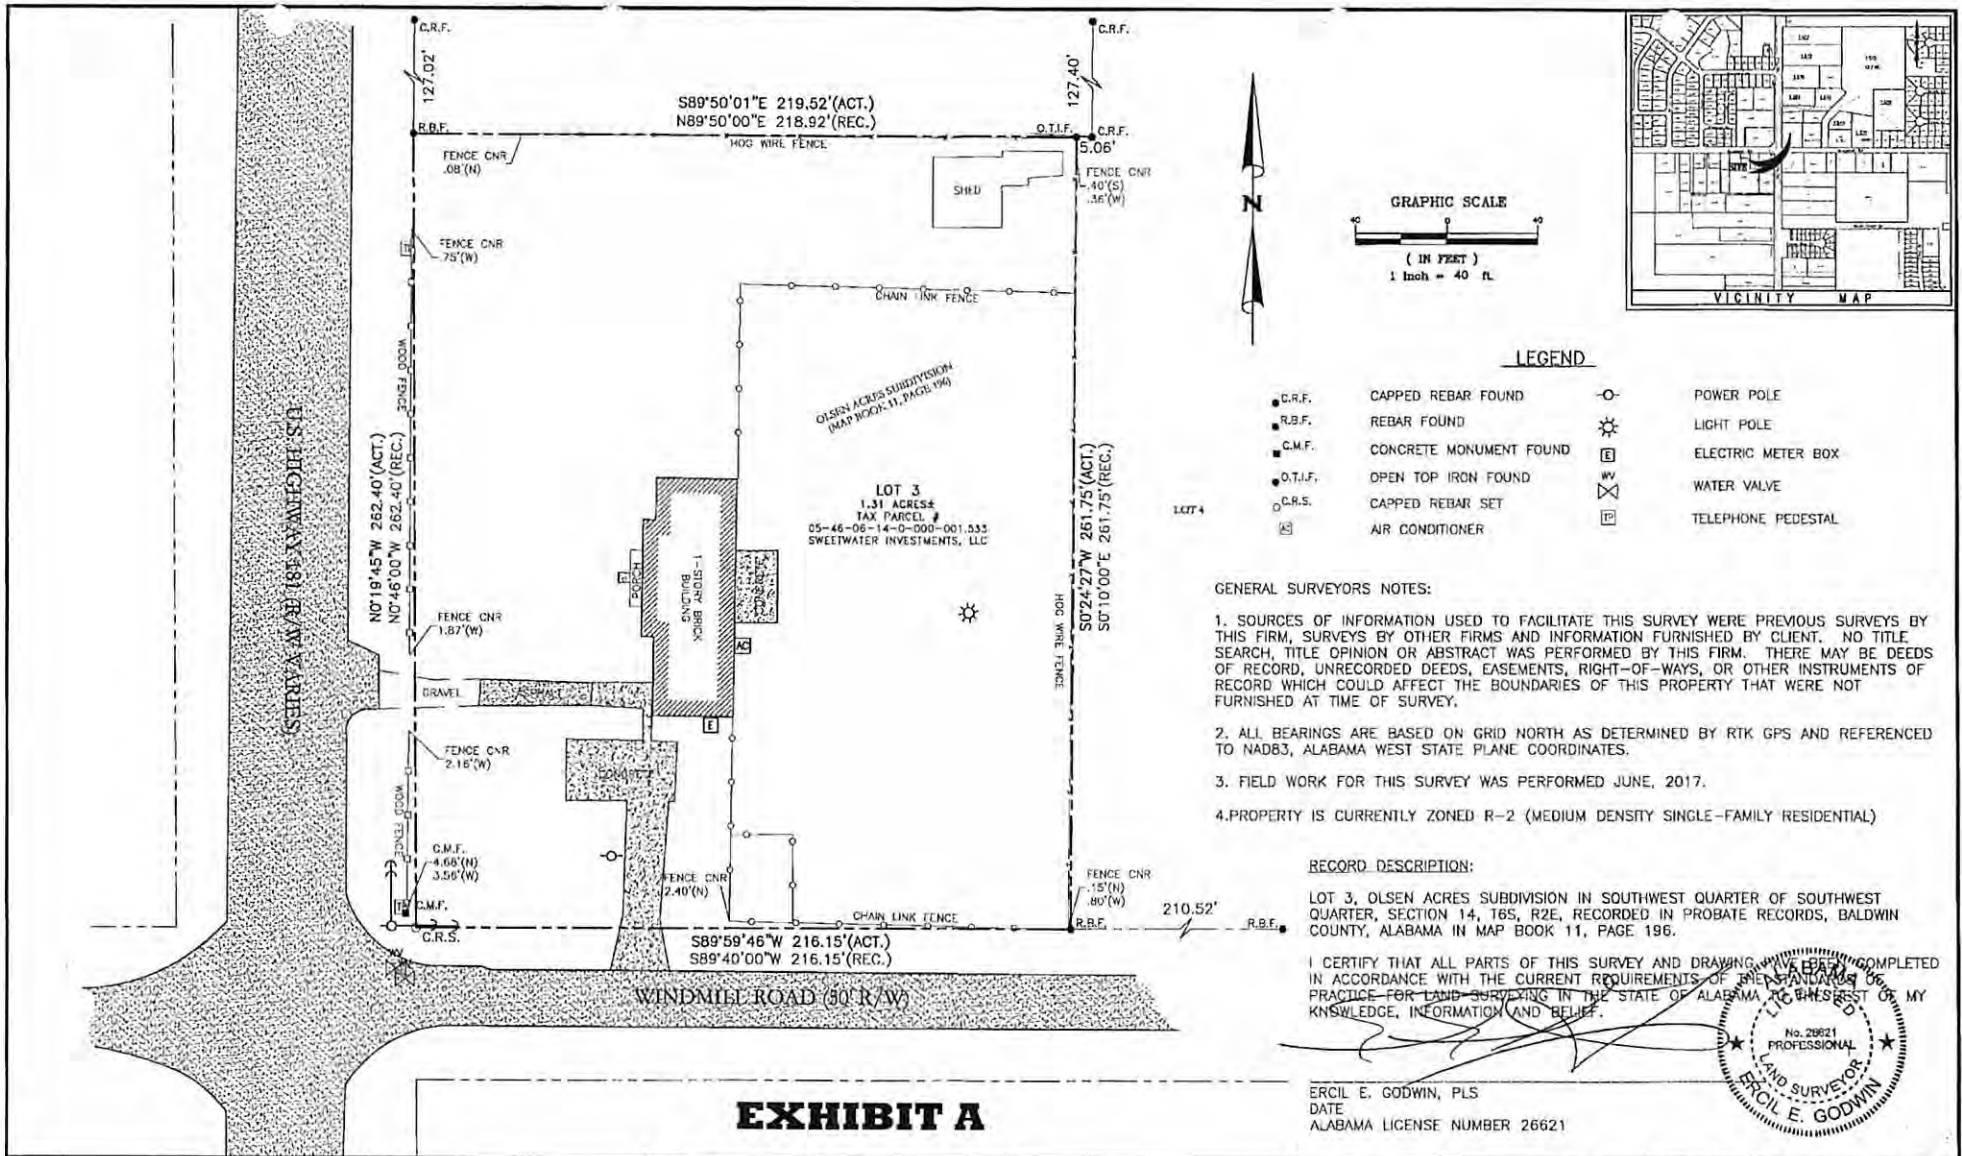 C.R.F.
127.02'
R.B.F.
S89°50'01"E 219.52'(ACT.)
N89°50'00"E 218.92'(REC.)
HOG WIRE FENCE
C.R.F.
127.40'
O.T.I.F.
C.R.F.
5.06'
FENCE CNR
.08'(N)
FENCE CNR
.40'(S)
.36'(W)
SHED
FENCE CNR
.75'(W)
CHAIN LINK FENCE
WOOD FENCE
OLSEN ACRES SUBDIVISION
(MAP BOOK 11, PAGE 196)
U.S. HIGHWAY 181 (R/W VARIES)
N0°19'45"W 262.40'(ACT.)
N0°46'00"W 262.40'(REC.)
LOT 3
1.31 ACRES±
TAX PARCEL #
05-46-06-14-0-000-001.533
SWEETWATER INVESTMENTS, LLC
S0°24'27"W 261.75'(ACT.)
S0°10'00"E 261.75'(REC.)
LOT 4
PORCH
1-STORY BRICK
BUILDING
CONCRETE
AC
E
HOG WIRE FENCE
FENCE CNR
1.87'(W)
GRAVEL
ASPHALT
FENCE CNR
2.16'(W)
CONCRETE
WOOD FENCE
C.M.F.
4.68'(N)
3.56'(W)
C.M.F.
C.R.S.
WV
FENCE CNR
2.40'(N)
CHAIN LINK FENCE
FENCE CNR
.15'(N)
.80'(W)
R.B.F.
210.52'
R.B.F.
S89°59'46"W 216.15'(ACT.)
S89°40'00"W 216.15'(REC.)
WINDMILL ROAD (50' R/W)
EXHIBIT A
N
GRAPHIC SCALE
40 0 40
( IN FEET )
1 inch = 40 ft.
SITE
VICINITY MAP
LEGEND
C.R.F. CAPPED REBAR FOUND
R.B.F. REBAR FOUND
C.M.F. CONCRETE MONUMENT FOUND
O.T.I.F. OPEN TOP IRON FOUND
C.R.S. CAPPED REBAR SET
AC AIR CONDITIONER
POWER POLE
LIGHT POLE
E ELECTRIC METER BOX
WV WATER VALVE
TP TELEPHONE PEDESTAL
GENERAL SURVEYORS NOTES:
1. SOURCES OF INFORMATION USED TO FACILITATE THIS SURVEY WERE PREVIOUS SURVEYS BY
THIS FIRM, SURVEYS BY OTHER FIRMS AND INFORMATION FURNISHED BY CLIENT. NO TITLE
SEARCH, TITLE OPINION OR ABSTRACT WAS PERFORMED BY THIS FIRM. THERE MAY BE DEEDS
OF RECORD, UNRECORDED DEEDS, EASEMENTS, RIGHT-OF-WAYS, OR OTHER INSTRUMENTS OF
RECORD WHICH COULD AFFECT THE BOUNDARIES OF THIS PROPERTY THAT WERE NOT
FURNISHED AT TIME OF SURVEY.
2. ALL BEARINGS ARE BASED ON GRID NORTH AS DETERMINED BY RTK GPS AND REFERENCED
TO NAD83, ALABAMA WEST STATE PLANE COORDINATES.
3. FIELD WORK FOR THIS SURVEY WAS PERFORMED JUNE, 2017.
4.PROPERTY IS CURRENTLY ZONED R-2 (MEDIUM DENSITY SINGLE-FAMILY RESIDENTIAL)
RECORD DESCRIPTION:
LOT 3, OLSEN ACRES SUBDIVISION IN SOUTHWEST QUARTER OF SOUTHWEST
QUARTER, SECTION 14, T6S, R2E, RECORDED IN PROBATE RECORDS, BALDWIN
COUNTY, ALABAMA IN MAP BOOK 11, PAGE 196.
I CERTIFY THAT ALL PARTS OF THIS SURVEY AND DRAWING HAVE BEEN COMPLETED
IN ACCORDANCE WITH THE CURRENT REQUIREMENTS OF THE STANDARDS OF
PRACTICE FOR LAND SURVEYING IN THE STATE OF ALABAMA TO THE BEST OF MY
KNOWLEDGE, INFORMATION AND BELIEF.
ERCIL E. GODWIN, PLS
DATE
ALABAMA LICENSE NUMBER 26621
ALABAMA
LICENSED
No. 26621
PROFESSIONAL
LAND SURVEYOR
ERCIL E. GODWIN